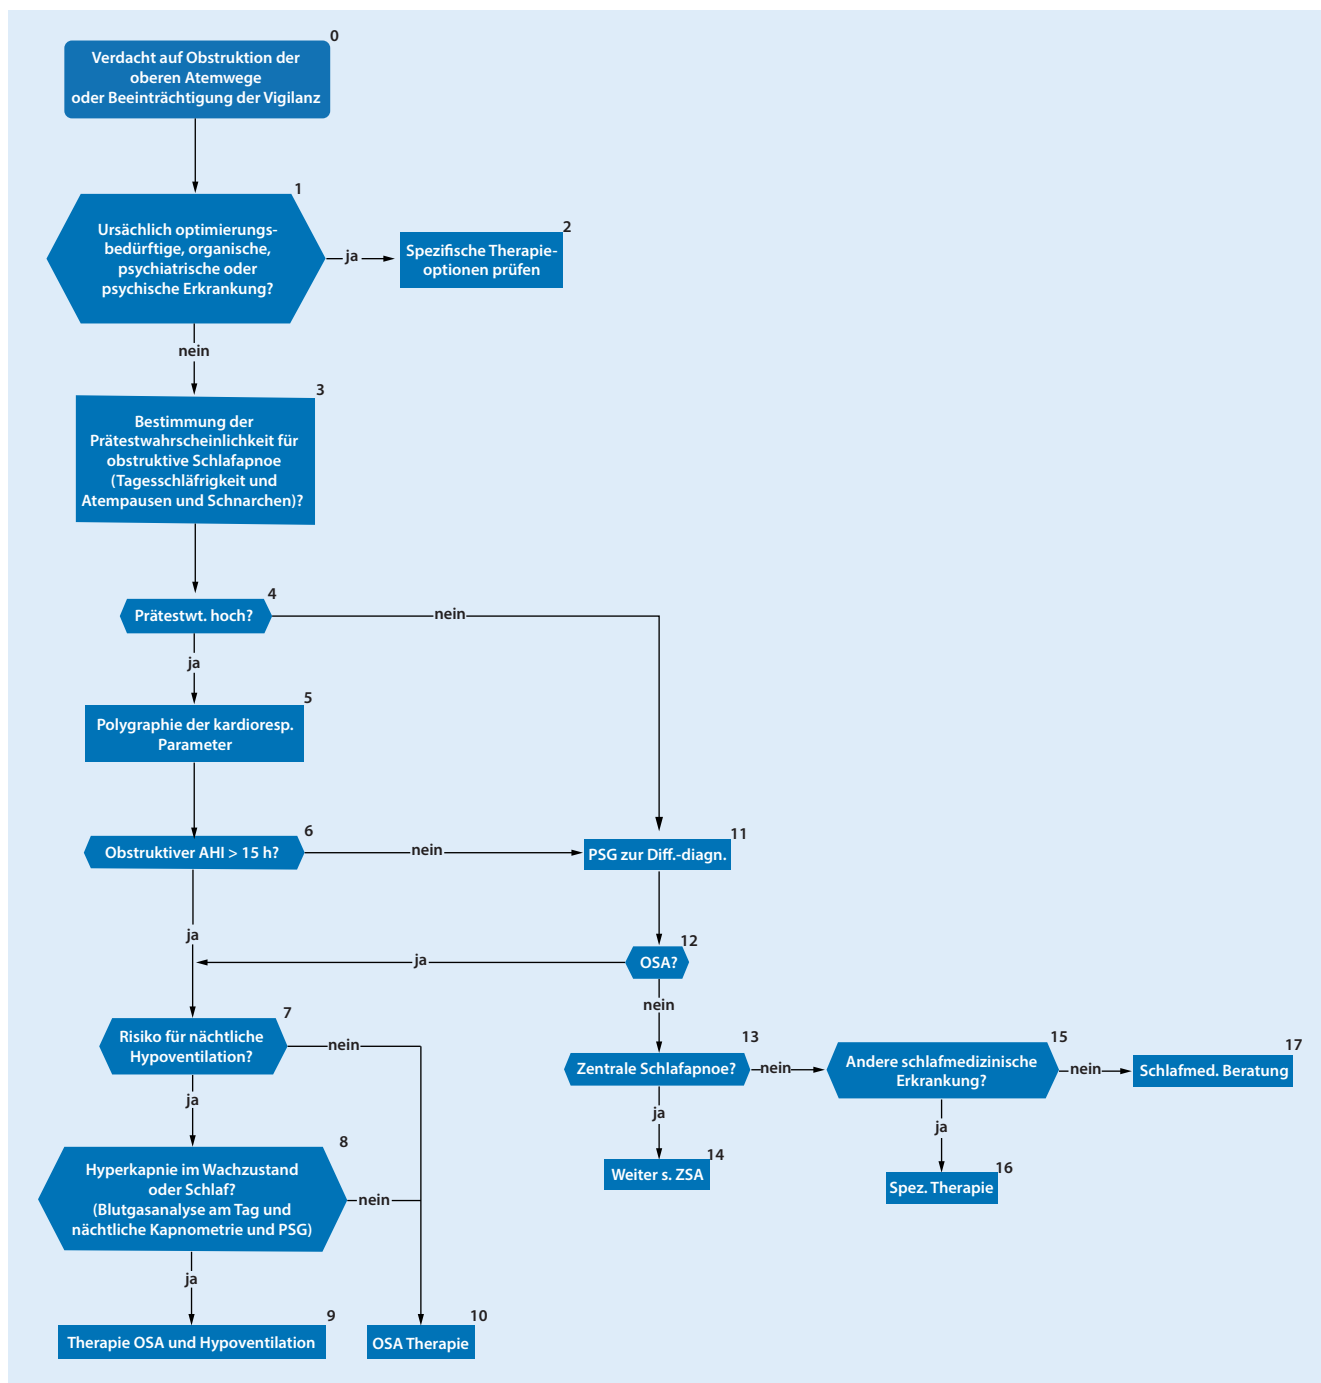 0
Verdacht auf Obstruktion der
oberen Atemwege
oder Beeinträchtigung der Vigilanz
1
Ursächlich optimierungs-
bedürftige, organische,
psychiatrische oder
psychische Erkrankung?
ja
2
Spezifische Therapie-
optionen prüfen
nein
3
Bestimmung der
Prätestwahrscheinlichkeit für
obstruktive Schlafapnoe
(Tagesschläfrigkeit und
Atempausen und Schnarchen)?
4
Prätestwt. hoch?
nein
ja
5
Polygraphie der kardioresp.
Parameter
6
Obstruktiver AHI > 15 h?
nein
11
PSG zur Diff.-diagn.
ja
12
OSA?
ja
nein
7
Risiko für nächtliche
Hypoventilation?
nein
13
Zentrale Schlafapnoe?
nein
15
Andere schlafmedizinische
Erkrankung?
nein
17
Schlafmed. Beratung
ja
ja
ja
8
Hyperkapnie im Wachzustand
oder Schlaf?
(Blutgasanalyse am Tag und
nächtliche Kapnometrie und PSG)
nein
14
Weiter s. ZSA
16
Spez. Therapie
ja
9
Therapie OSA und Hypoventilation
10
OSA Therapie